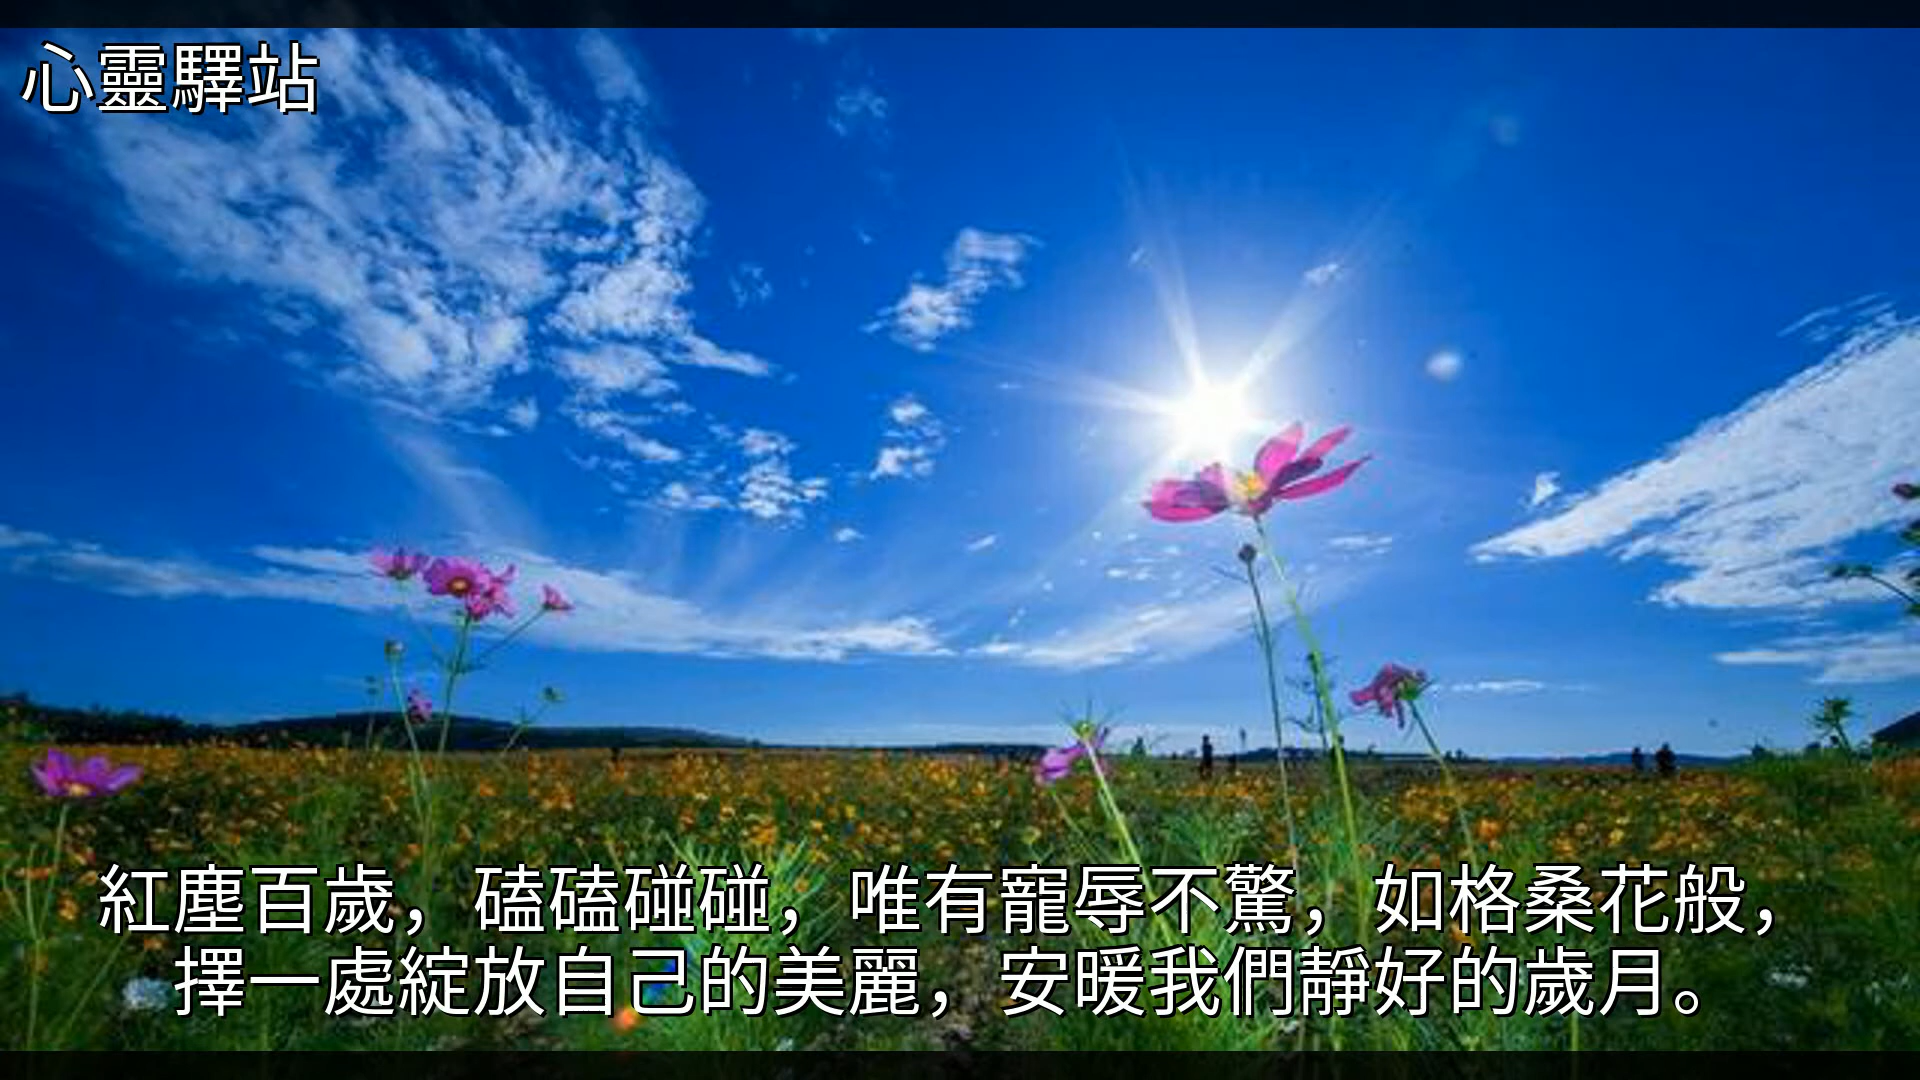 心靈驛站
紅塵百歲，磕磕碰碰，唯有寵辱不驚，如格桑花般，
擇一處綻放自己的美麗，安暖我們靜好的歲月。